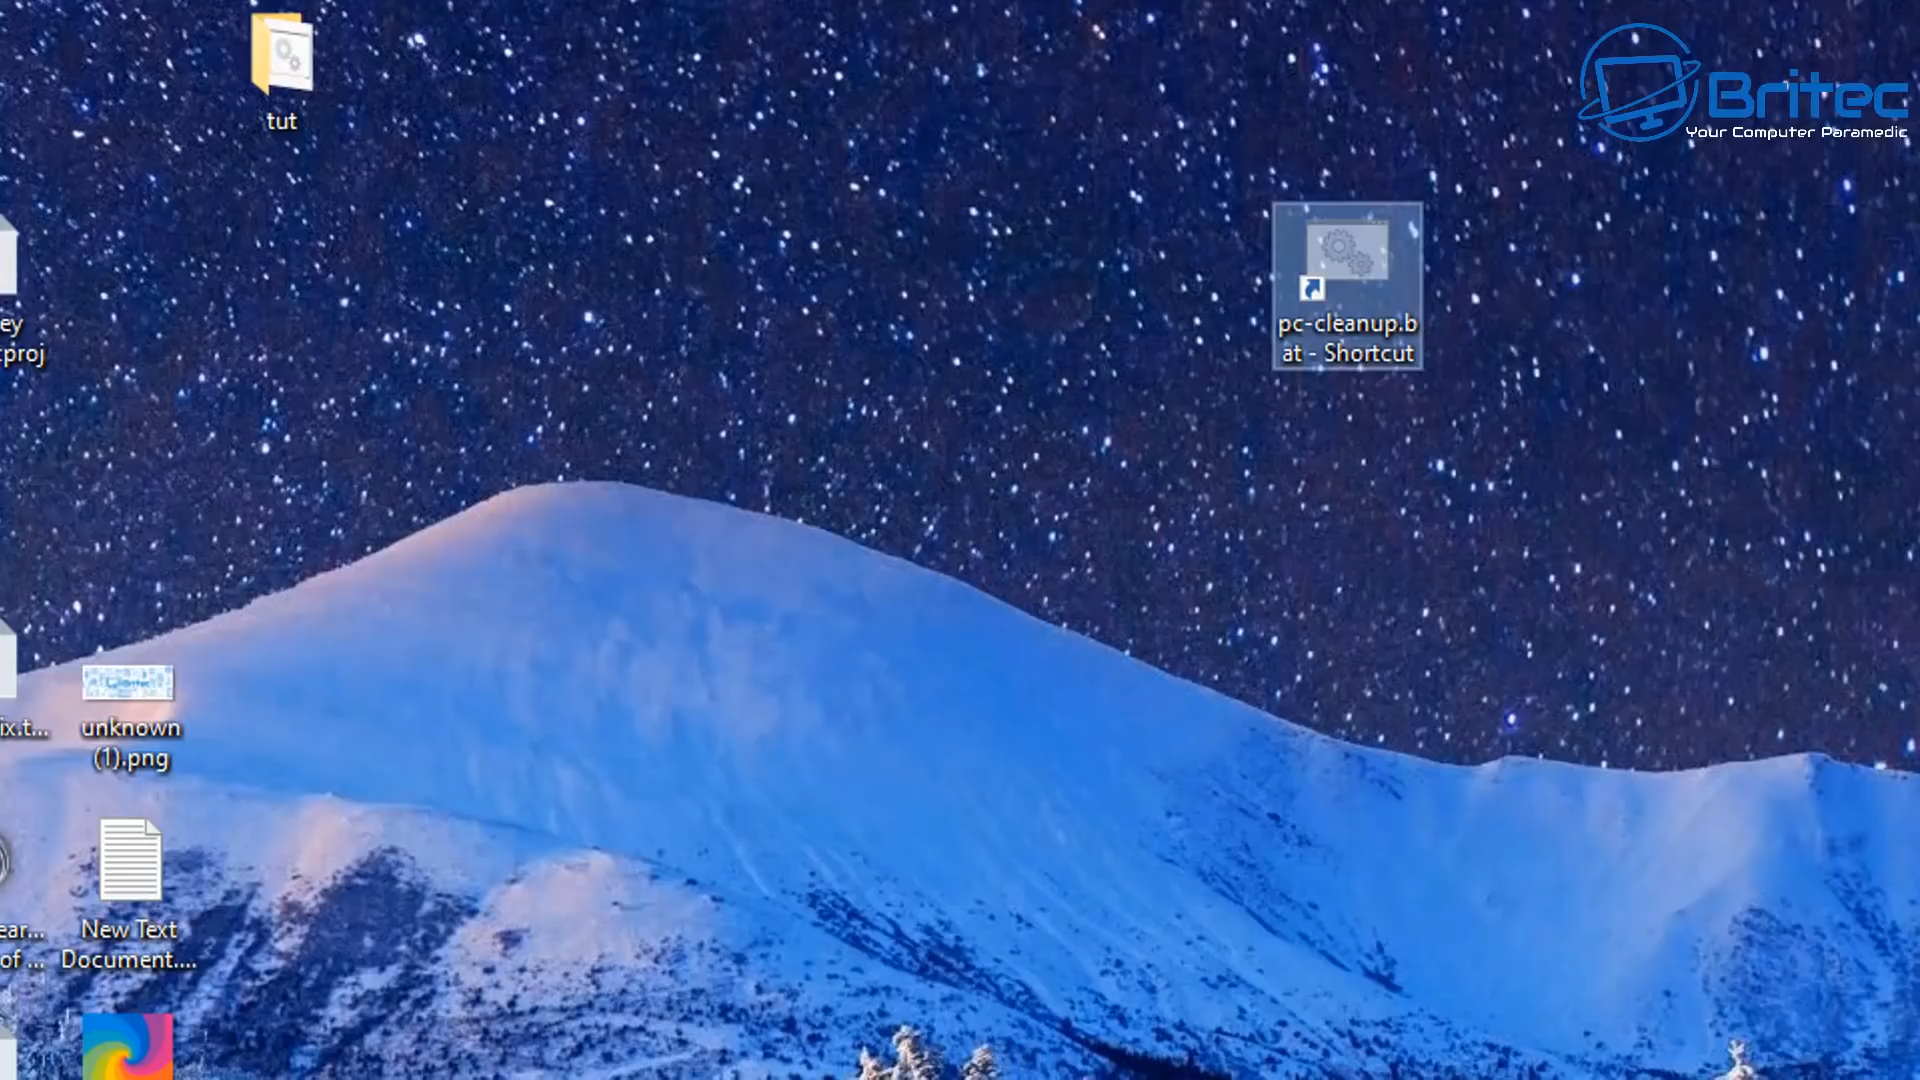 tut
Britec
Your Computer Paramedic
pc-cleanup.b
at - Shortcut
ey
cproj
ix.t...
unknown
(1).png
ear...
of ...
New Text
Document....